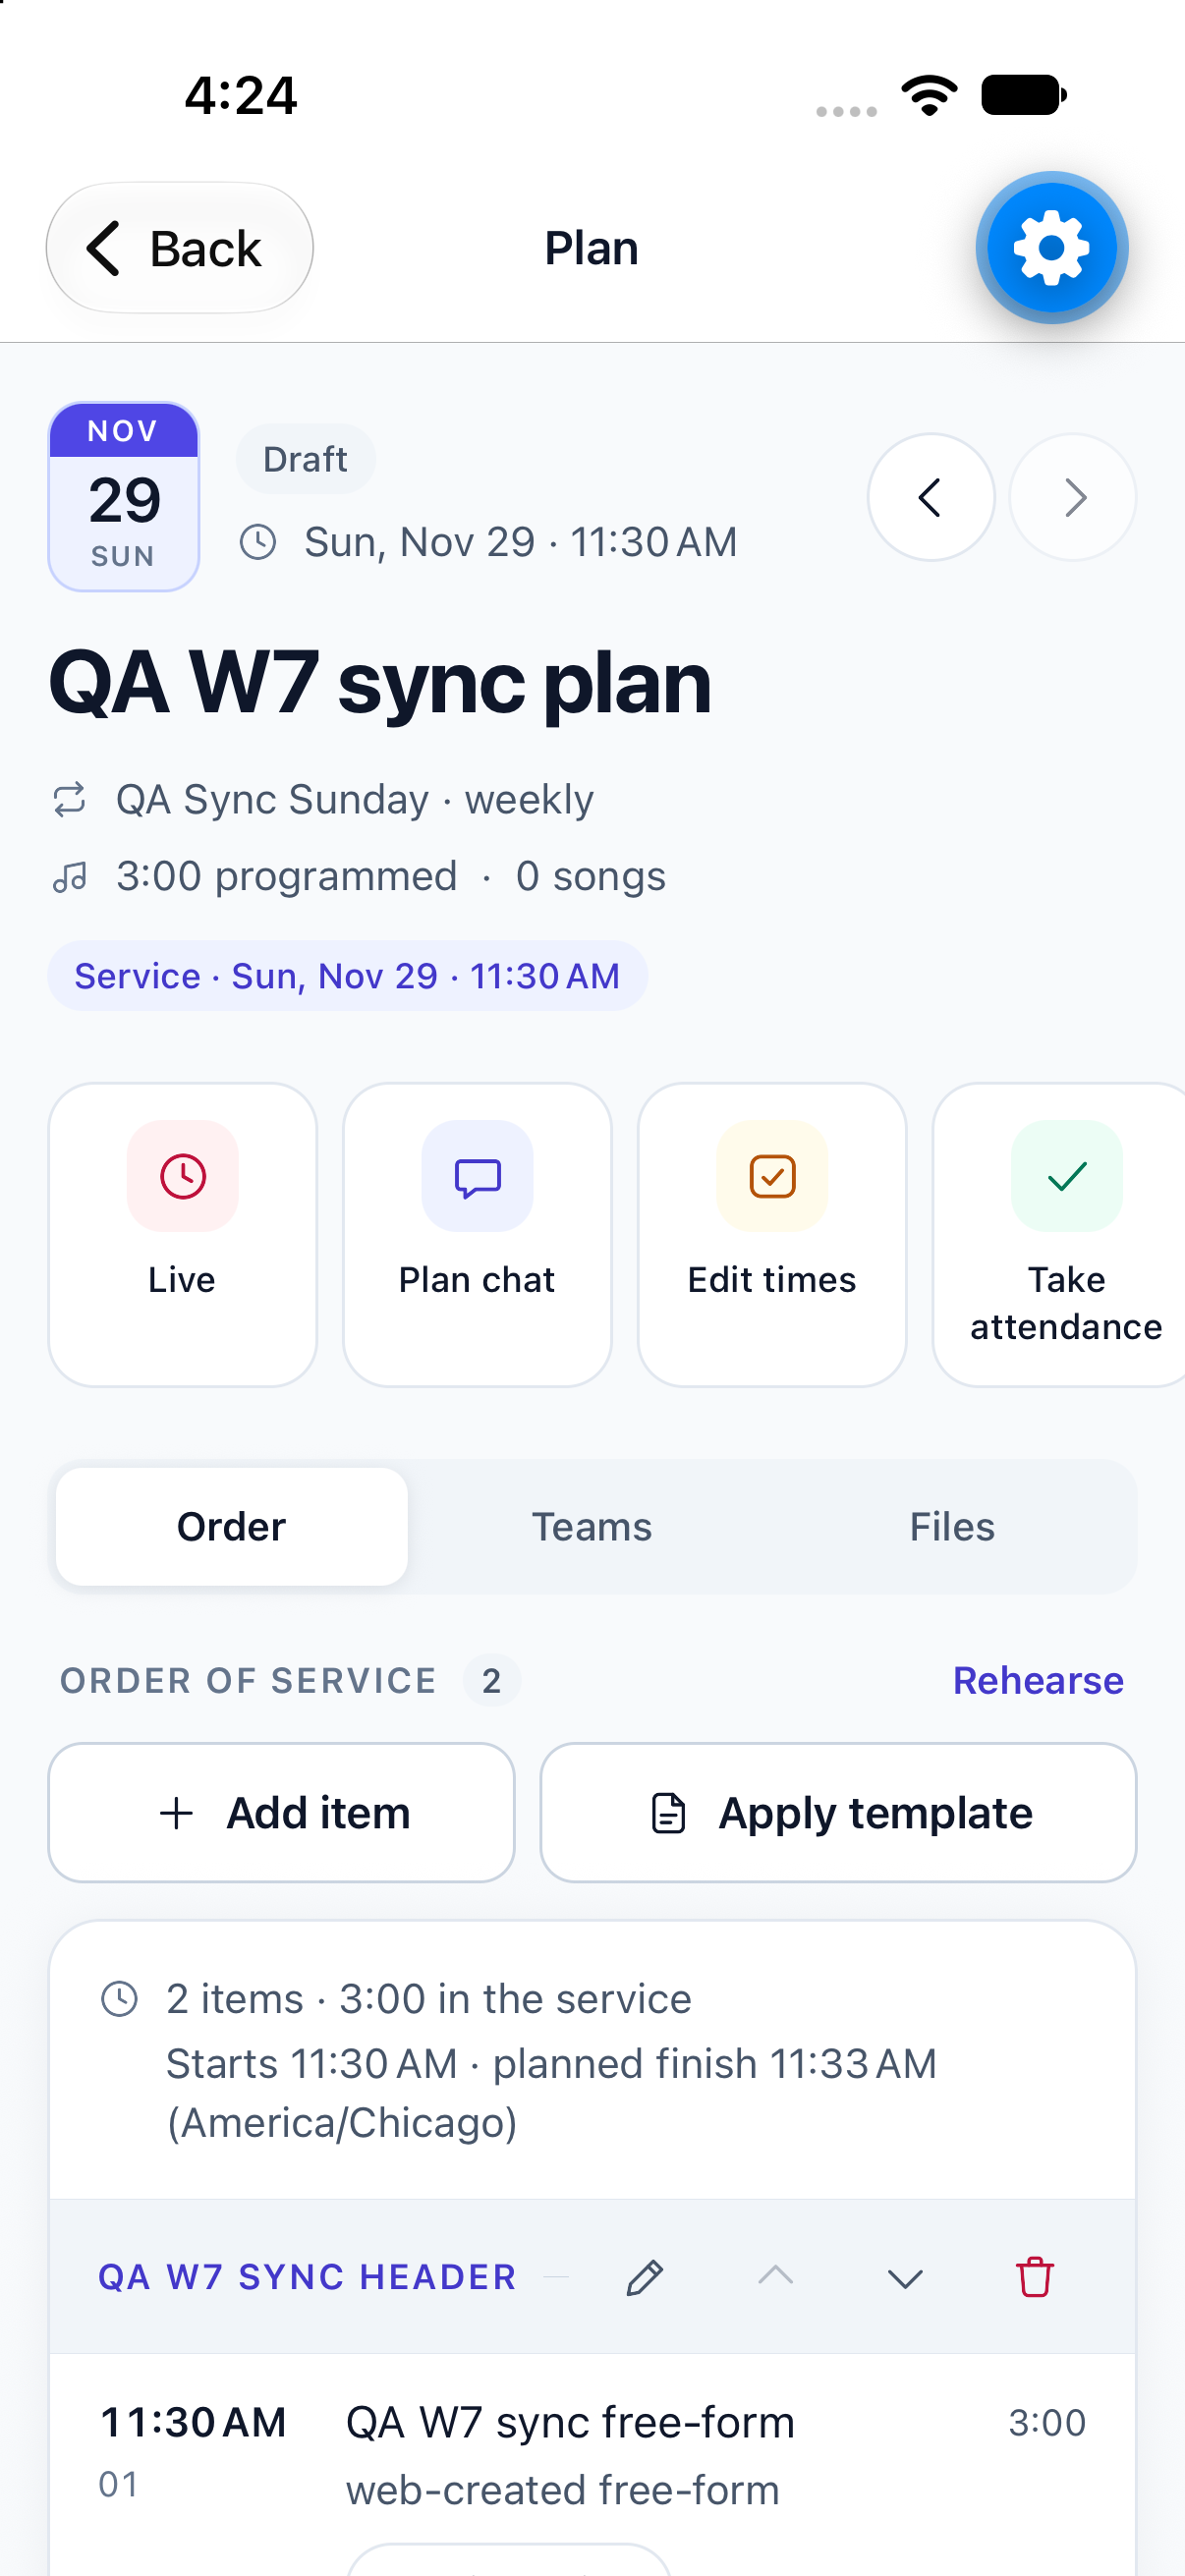 4:24
Back
Plan
NOV
29
SUN
Draft
Sun, Nov 29 · 11:30 AM
QA W7 sync plan
QA Sync Sunday · weekly
3:00 programmed · 0 songs
Service · Sun, Nov 29 · 11:30 AM
Live
Plan chat
Edit times
Take
attendance
Order
Teams
Files
ORDER OF SERVICE 2
Rehearse
Add item
Apply template
2 items · 3:00 in the service
Starts 11:30 AM · planned finish 11:33 AM
(America/Chicago)
QA W7 SYNC HEADER
11:30 AM
QA W7 sync free-form
3:00
01
web-created free-form